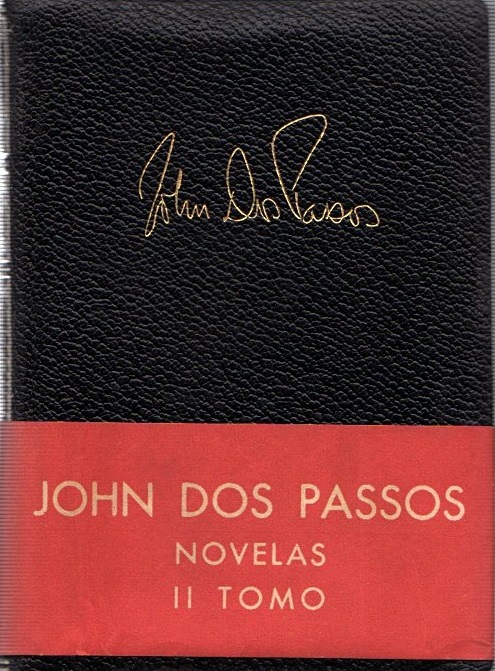 John Dos Passos
JOHN DOS PASSOS
NOVELAS
II TOMO